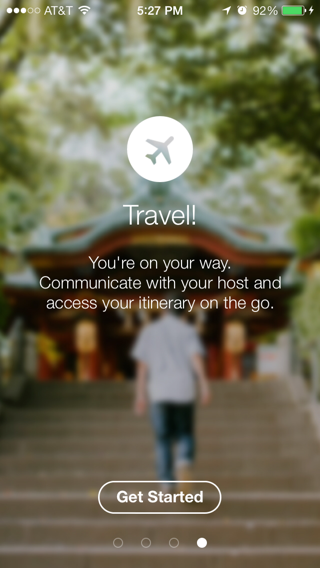 AT&T 5:27 PM 92%
Travel!
You're on your way.
Communicate with your host and
access your itinerary on the go.
Get Started